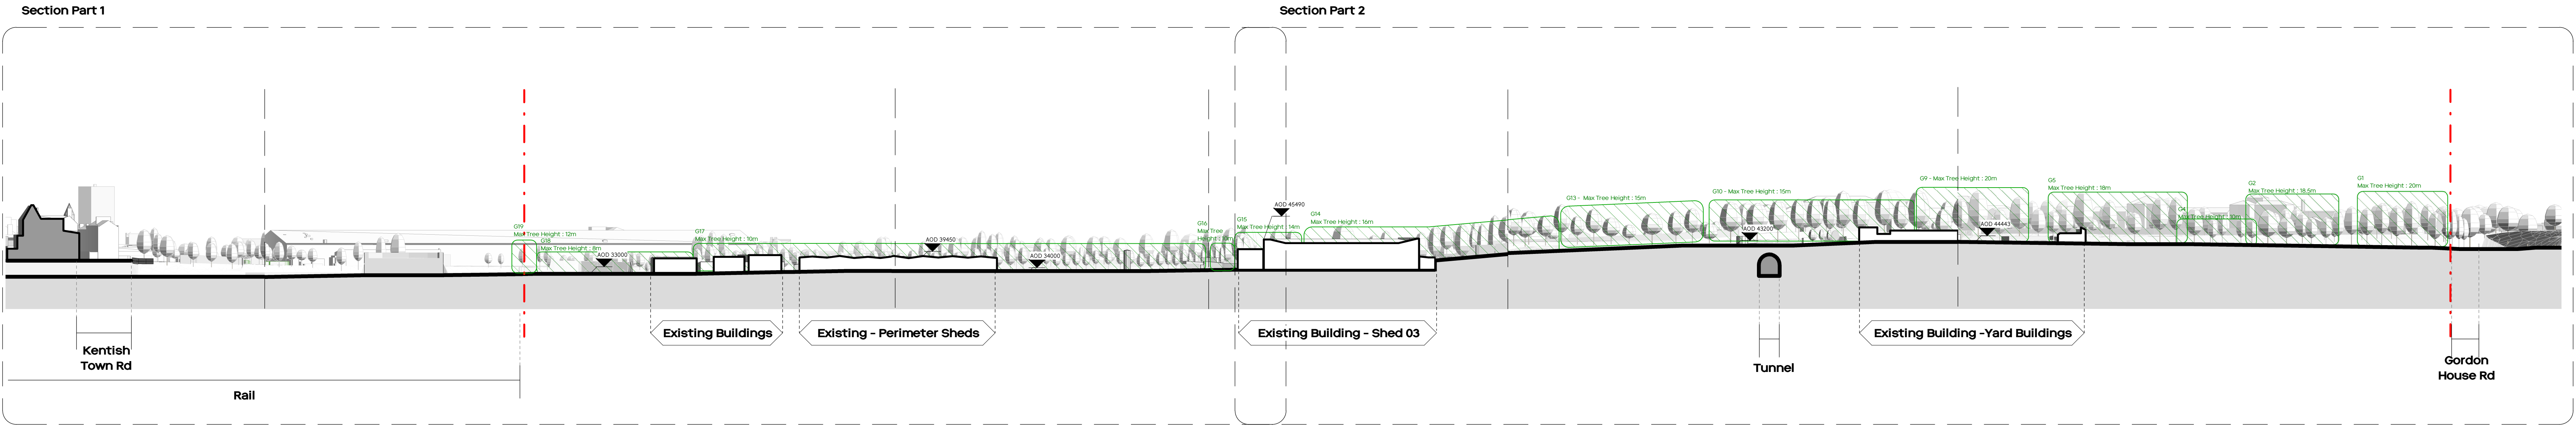 Section Part 1
Section Part 2
G19
Max Tree Height : 12m
G18
Max Tree Height : 8m
AOD 33000
G17
Max Tree Height : 10m
AOD 39450
AOD 34000
G16
Max Tree
G15
Max Tree Height : 14m
AOD 45490
G14
Max Tree Height : 16m
G13 - Max Tree Height : 15m
G10 - Max Tree Height : 15m
AOD 43200
G9 - Max Tree Height : 20m
AOD 44443
G5
Max Tree Height : 18m
G4
Max Tree Height : 10m
G2
Max Tree Height : 18.5m
G1
Max Tree Height : 20m
Existing Buildings
Existing - Perimeter Sheds
Existing Building - Shed 03
Existing Building -Yard Buildings
Kentish
Town Rd
Rail
Tunnel
Gordon
House Rd